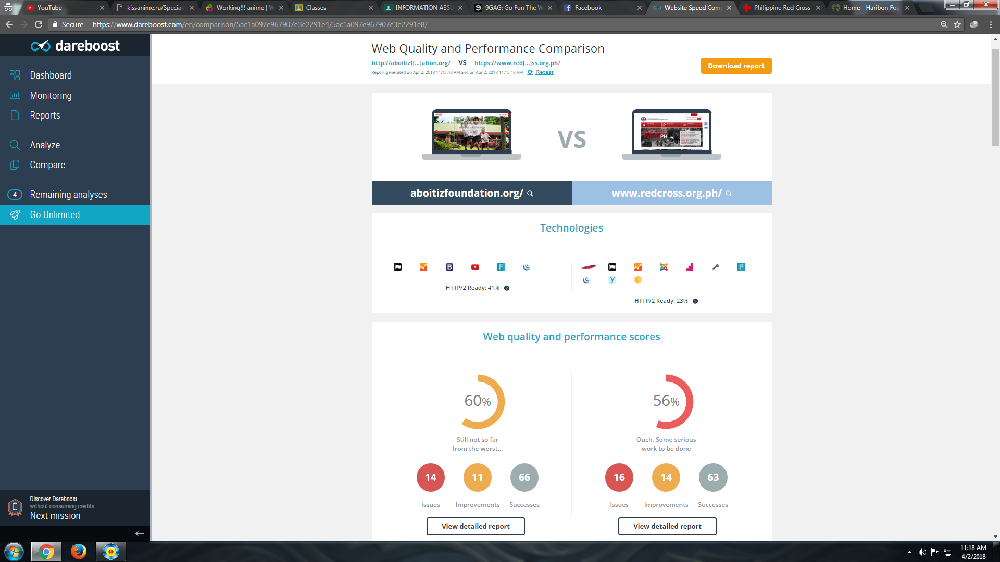 YouTube
kissanime.ru/Special
Working!!! anime | W
Classes
INFORMATION ASSU
9GAG: Go Fun The W
Facebook
Website Speed Comp
Philippine Red Cross
Home - Haribon Fou
Secure
https://www.dareboost.com/en/comparison/5ac1a097e967907e3e2291e4/5ac1a097e967907e3e2291e8/
dareboost
Dashboard
Monitoring
Reports
Analyze
Compare
4 Remaining analyses
Go Unlimited
Discover Dareboost
without consuming credits
Next mission
Web Quality and Performance Comparison
http://aboitizf[...]ation.org/ VS https://www.red[...]ss.org.ph/
Report generated on Apr 2, 2018 11:15:48 AM and on Apr 2, 2018 11:15:48 AM Retest
Download report
VS
aboitizfoundation.org/
www.redcross.org.ph/
Technologies
HTTP/2 Ready: 41% ?
HTTP/2 Ready: 23% ?
Web quality and performance scores
60%
Still not so far
from the worst...
14 11 66
Issues Improvements Successes
View detailed report
56%
Ouch. Some serious
work to be done
16 14 63
Issues Improvements Successes
View detailed report
11:18 AM
4/2/2018